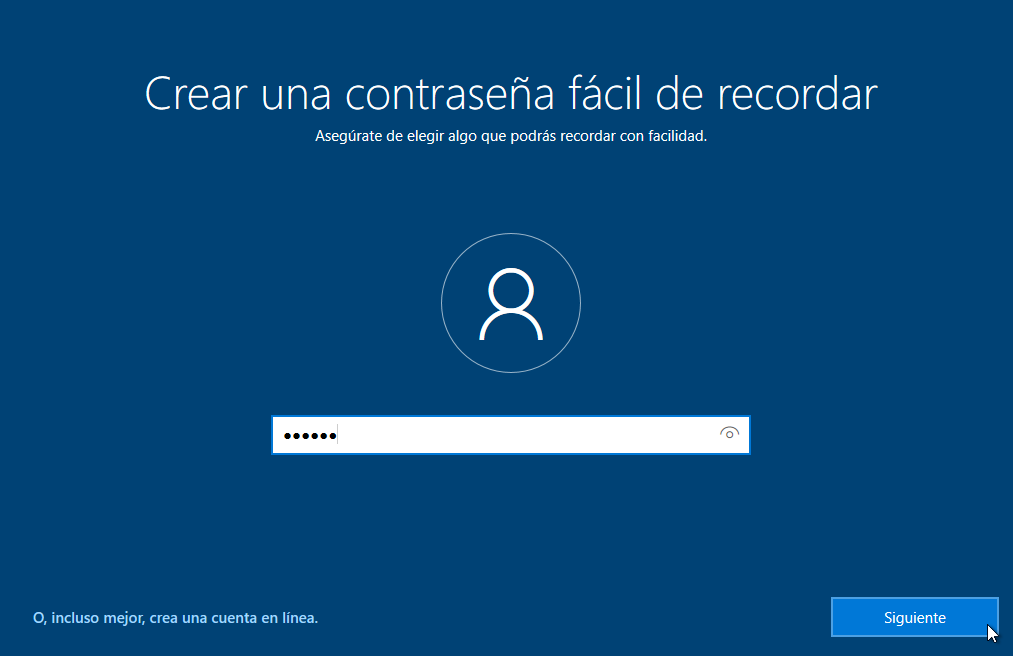 Crear una contraseña fácil de recordar
Asegúrate de elegir algo que podrás recordar con facilidad.
••••••
O, incluso mejor, crea una cuenta en línea.
Siguiente